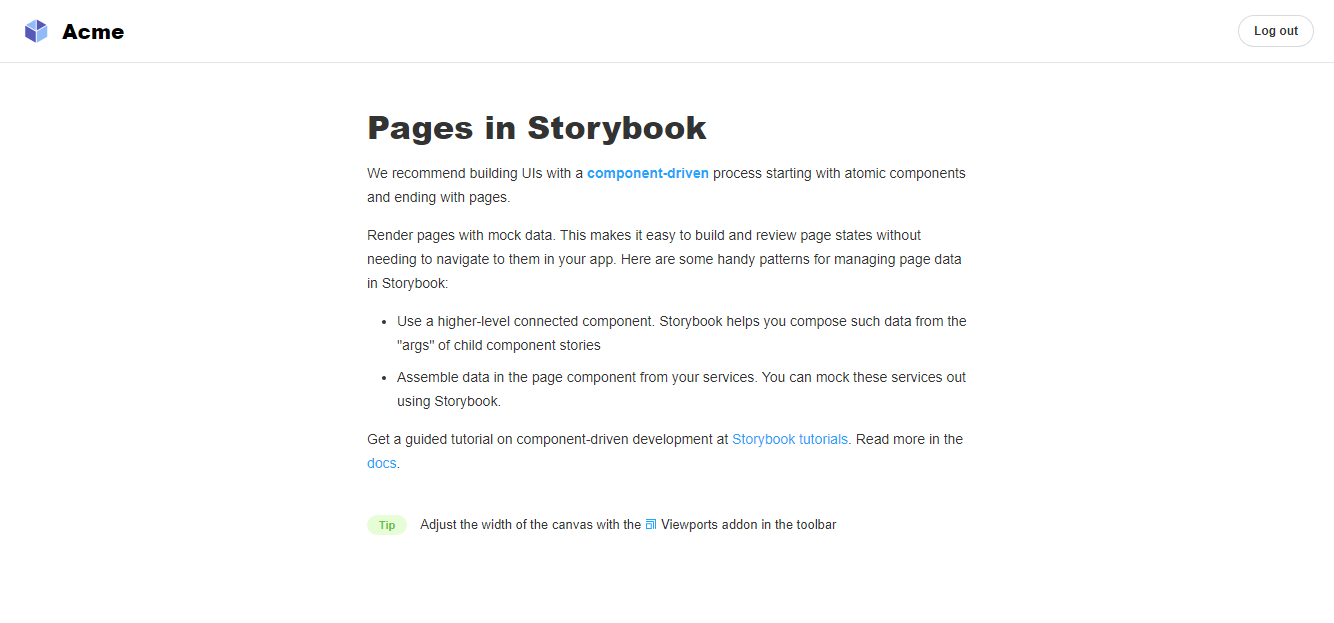 Acme
Log out
Pages in Storybook
We recommend building UIs with a component-driven process starting with atomic components
and ending with pages.
Render pages with mock data. This makes it easy to build and review page states without
needing to navigate to them in your app. Here are some handy patterns for managing page data
in Storybook:
• Use a higher-level connected component. Storybook helps you compose such data from the
"args" of child component stories
• Assemble data in the page component from your services. You can mock these services out
using Storybook.
Get a guided tutorial on component-driven development at Storybook tutorials. Read more in the
docs.
Tip Adjust the width of the canvas with the Viewports addon in the toolbar